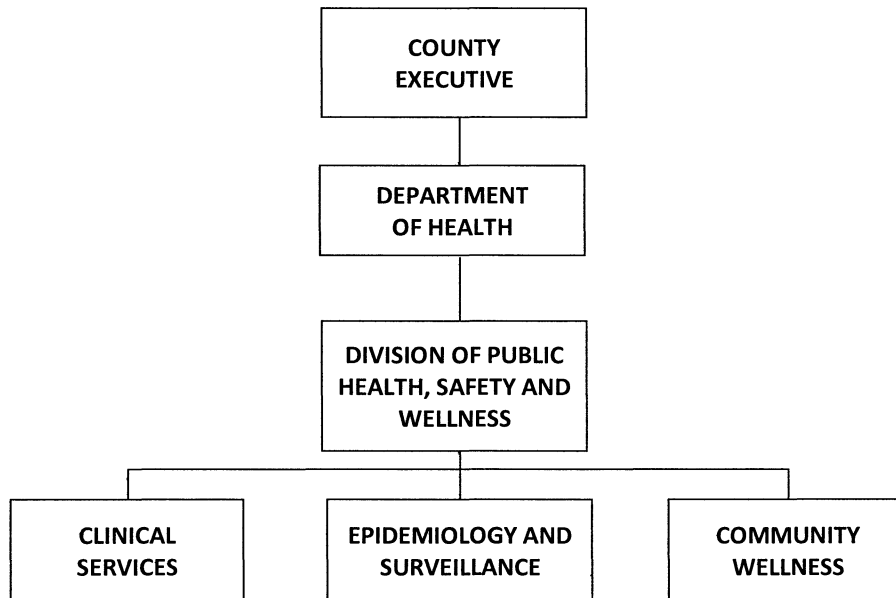 COUNTY
EXECUTIVE
DEPARTMENT
OF HEALTH
DIVISION OF PUBLIC
HEALTH, SAFETY AND
WELLNESS
CLINICAL
SERVICES
EPIDEMIOLOGY AND
SURVEILLANCE
COMMUNITY
WELLNESS